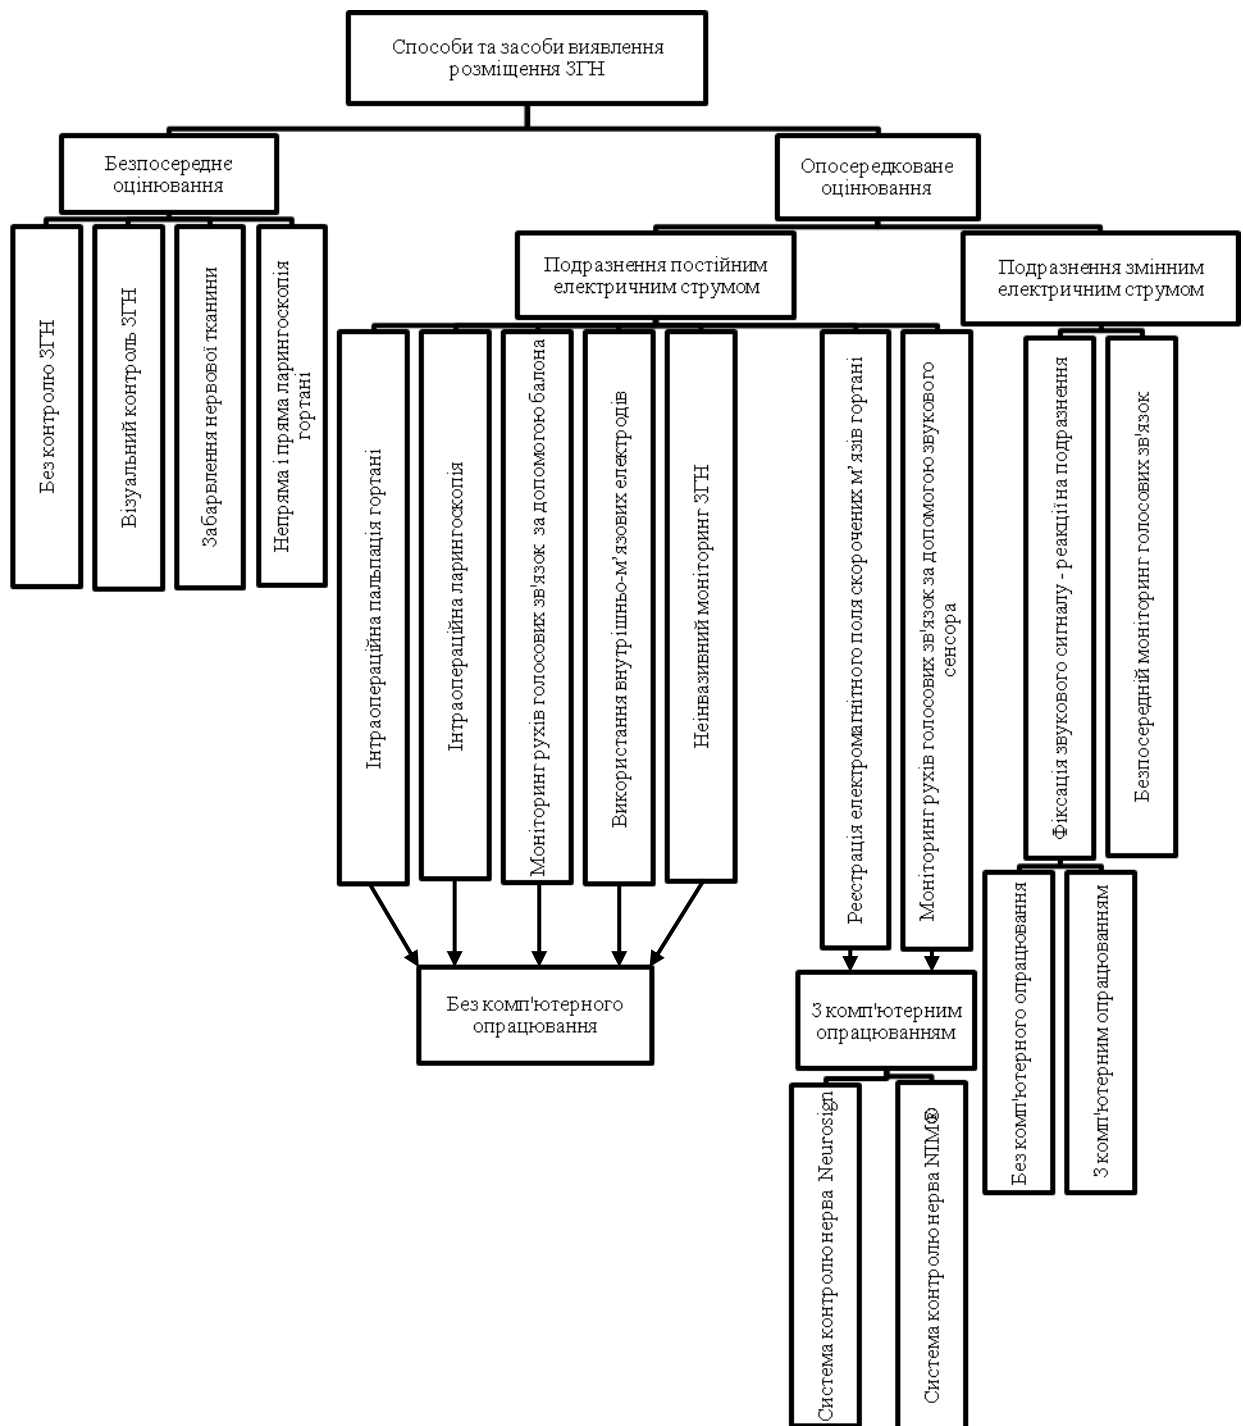 Способи та засоби виявлення
розміщення ЗГН
Безпосереднє
оцінювання
Опосередковане
оцінювання
Без контролю ЗГН
Візуальний контроль ЗГН
Забарвлення нервової тканини
Непряма і пряма ларингоскопія
гортані
Подразнення постійним
електричним струмом
Подразнення змінним
електричним струмом
Інтраопераційна пальпація гортані
Інтраопераційна ларингоскопія
Моніторинг рухів голосових зв'язок за допомогою балона
Використання внутрішньо-м'язових електродів
Неінвазивний моніторинг ЗГН
Реєстрація електромагнітного поля скорочених м'язів гортані
Моніторинг рухів голосових зв'язок за допомогою звукового
сенсора
Фіксація звукового сигналу - реакції на подразнення
Безпосередній моніторинг голосових зв'язок
Без комп'ютерного
опрацювання
З комп'ютерним
опрацюванням
Без комп'ютерного опрацювання
З комп'ютерним опрацюванням
Система контролю нерва Neurosign
Система контролю нерва NIM®